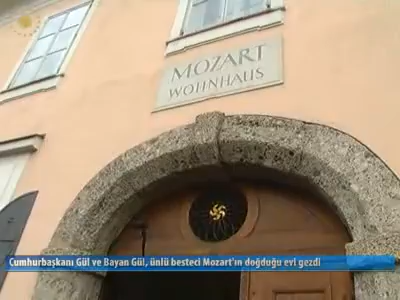 MOZART
WOHNHAUS
Cumhurbaşkanı Gül ve Bayan Gül, ünlü besteci Mozart'ın doğduğu evi gezdi